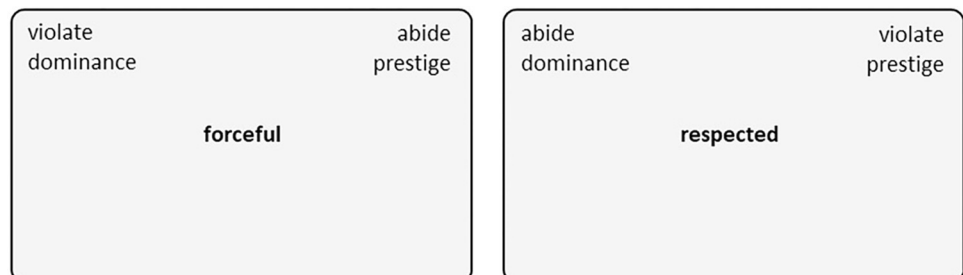 violate abide
dominance prestige
forceful
abide violate
dominance prestige
respected